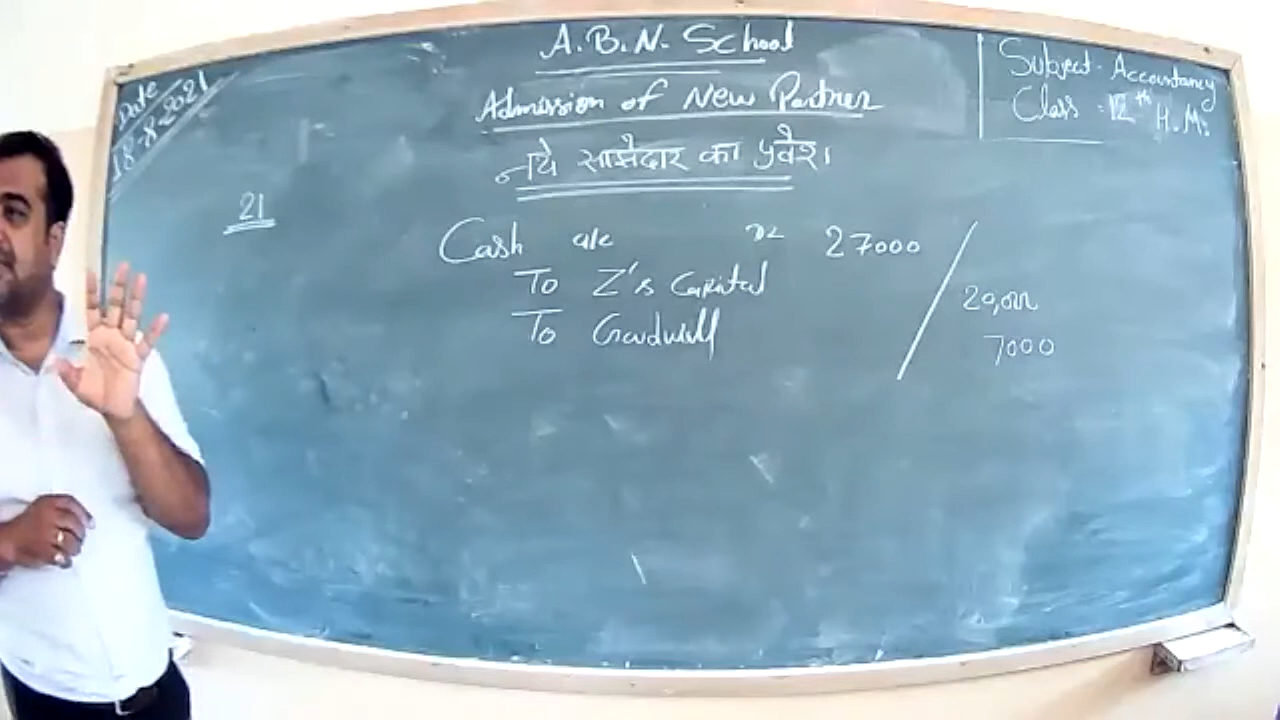 A.B.N. School
Admission of New Partner
नये साझेदार का प्रवेश।
Date
18-8-2021
Subject - Accountancy
Class - 12th H.M.
21
Cash a/c Dr 27000
To Z's Capital 20,000
To Goodwill 7000